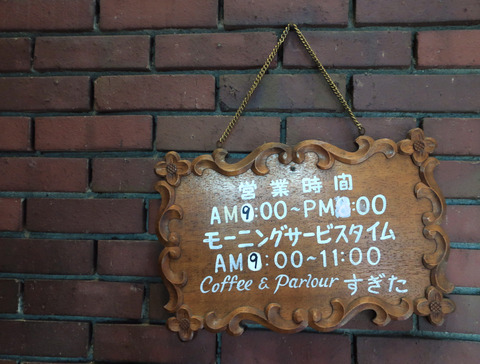 営業時間
AM9:00~PM :00
モーニングサービスタイム
AM9:00~11:00
Coffee & Parlour すぎた